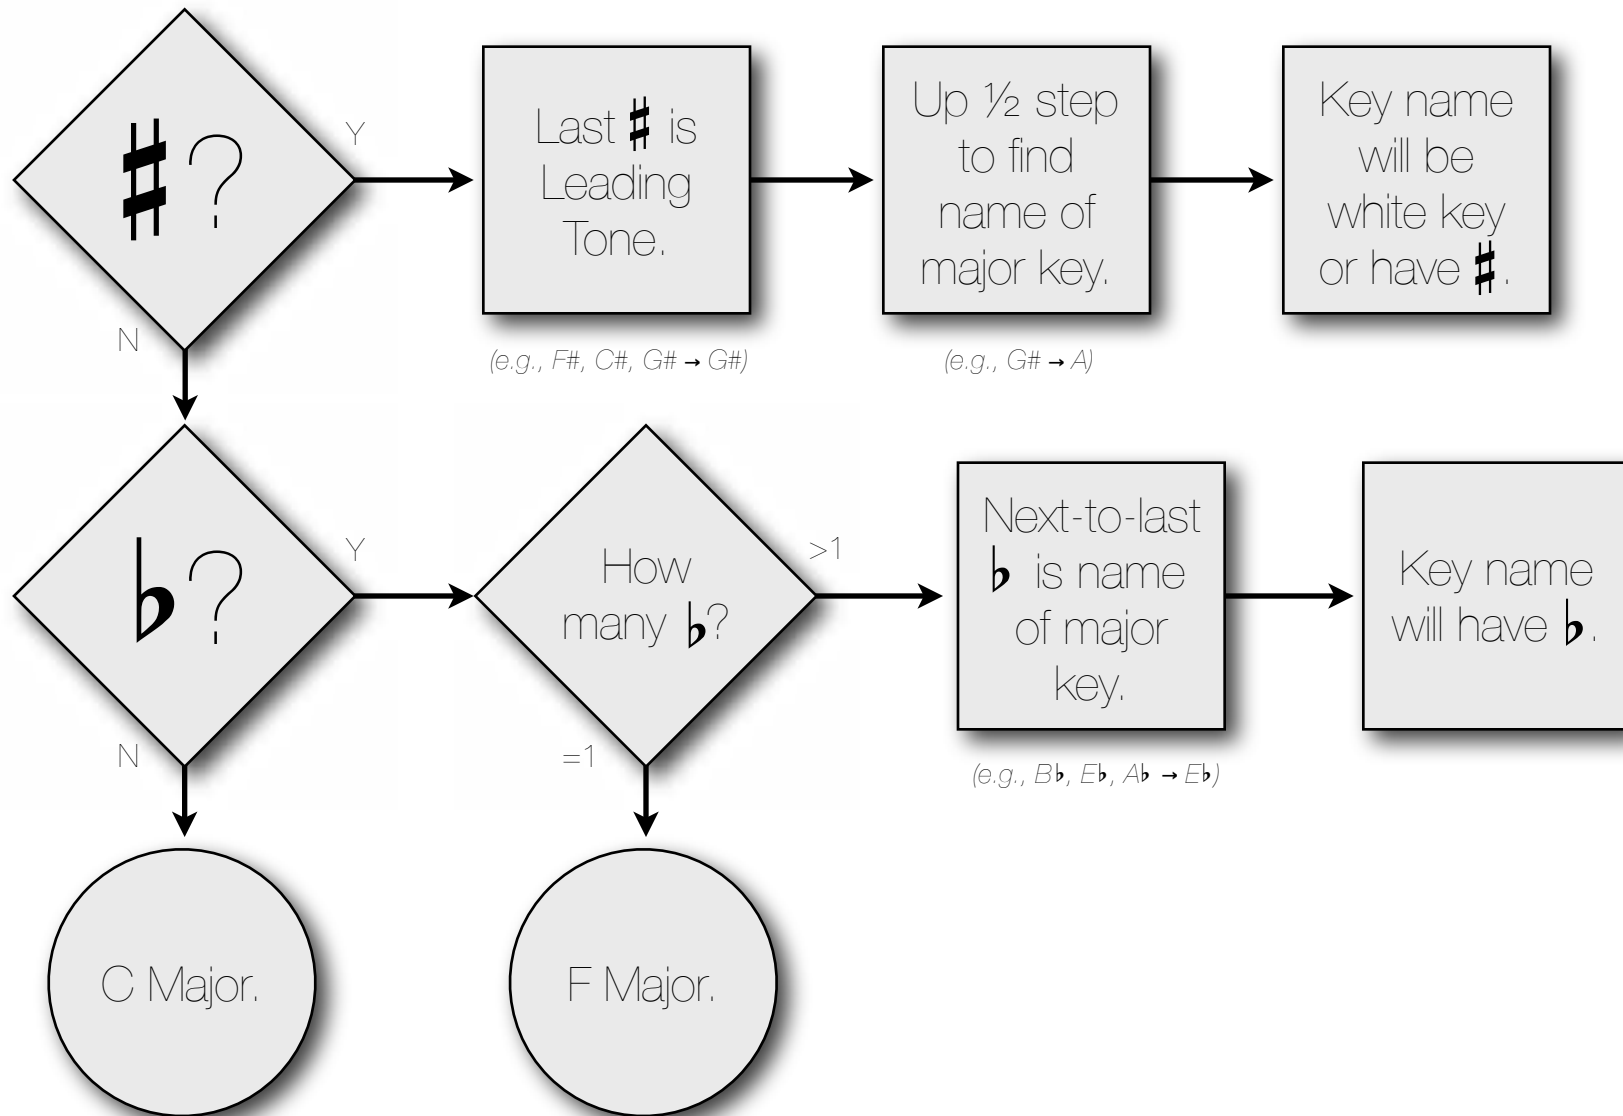 ♯?
Y
N
Last ♯ is
Leading
Tone.
(e.g., F#, C#, G# → G#)
Up ½ step
to find
name of
major key.
(e.g., G# → A)
Key name
will be
white key
or have ♯.
♭?
Y
N
How
many ♭?
>1
=1
Next-to-last
♭ is name
of major
key.
(e.g., B♭, E♭, A♭ → E♭)
Key name
will have ♭.
C Major.
F Major.